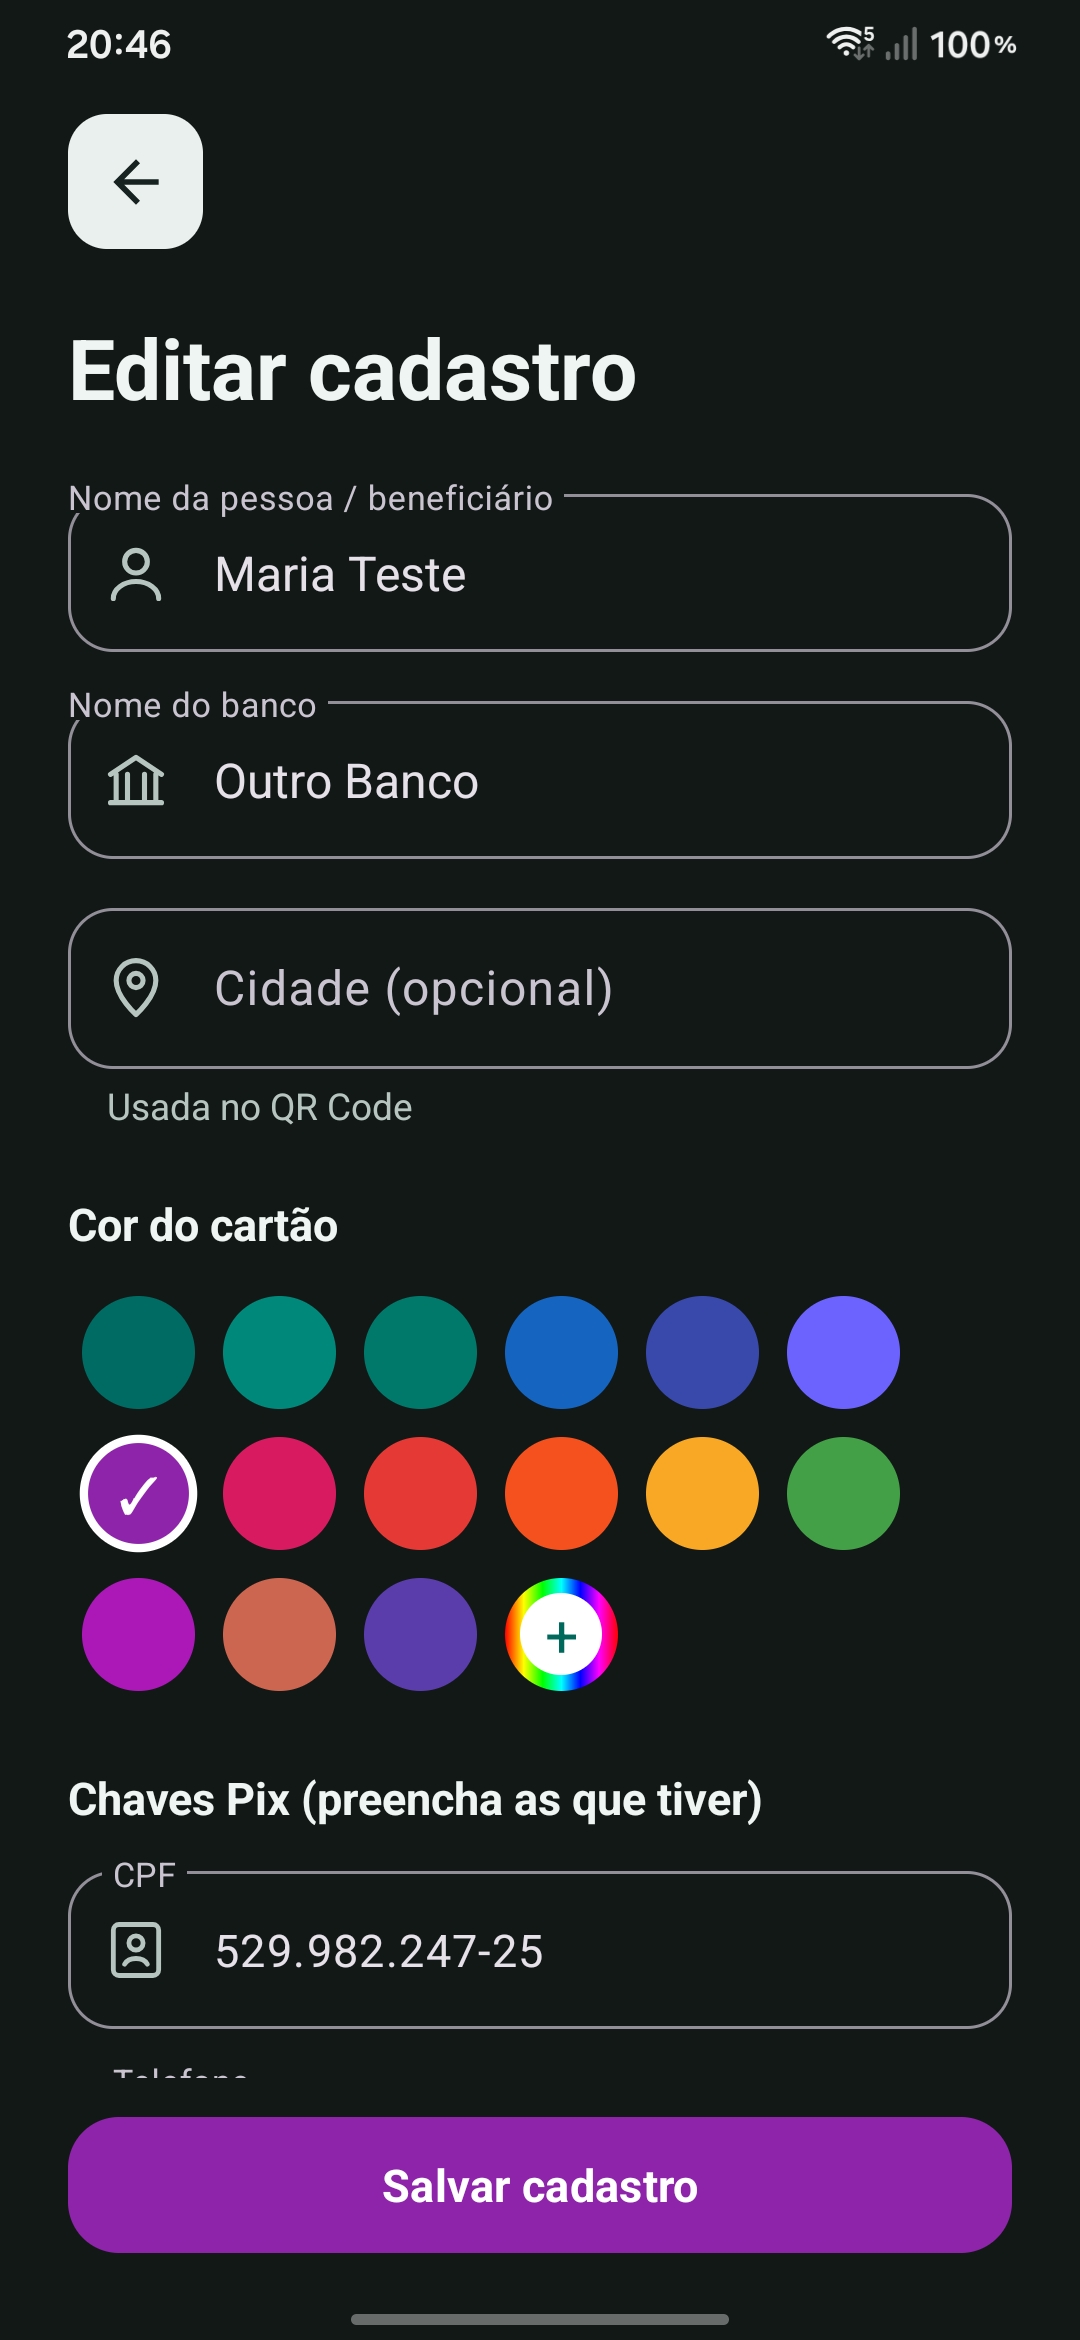 20:46
5
100%
Editar cadastro
Nome da pessoa / beneficiário
Maria Teste
Nome do banco
Outro Banco
Cidade (opcional)
Usada no QR Code
Cor do cartão
✓
+
Chaves Pix (preencha as que tiver)
CPF
529.982.247-25
Telefone
Salvar cadastro